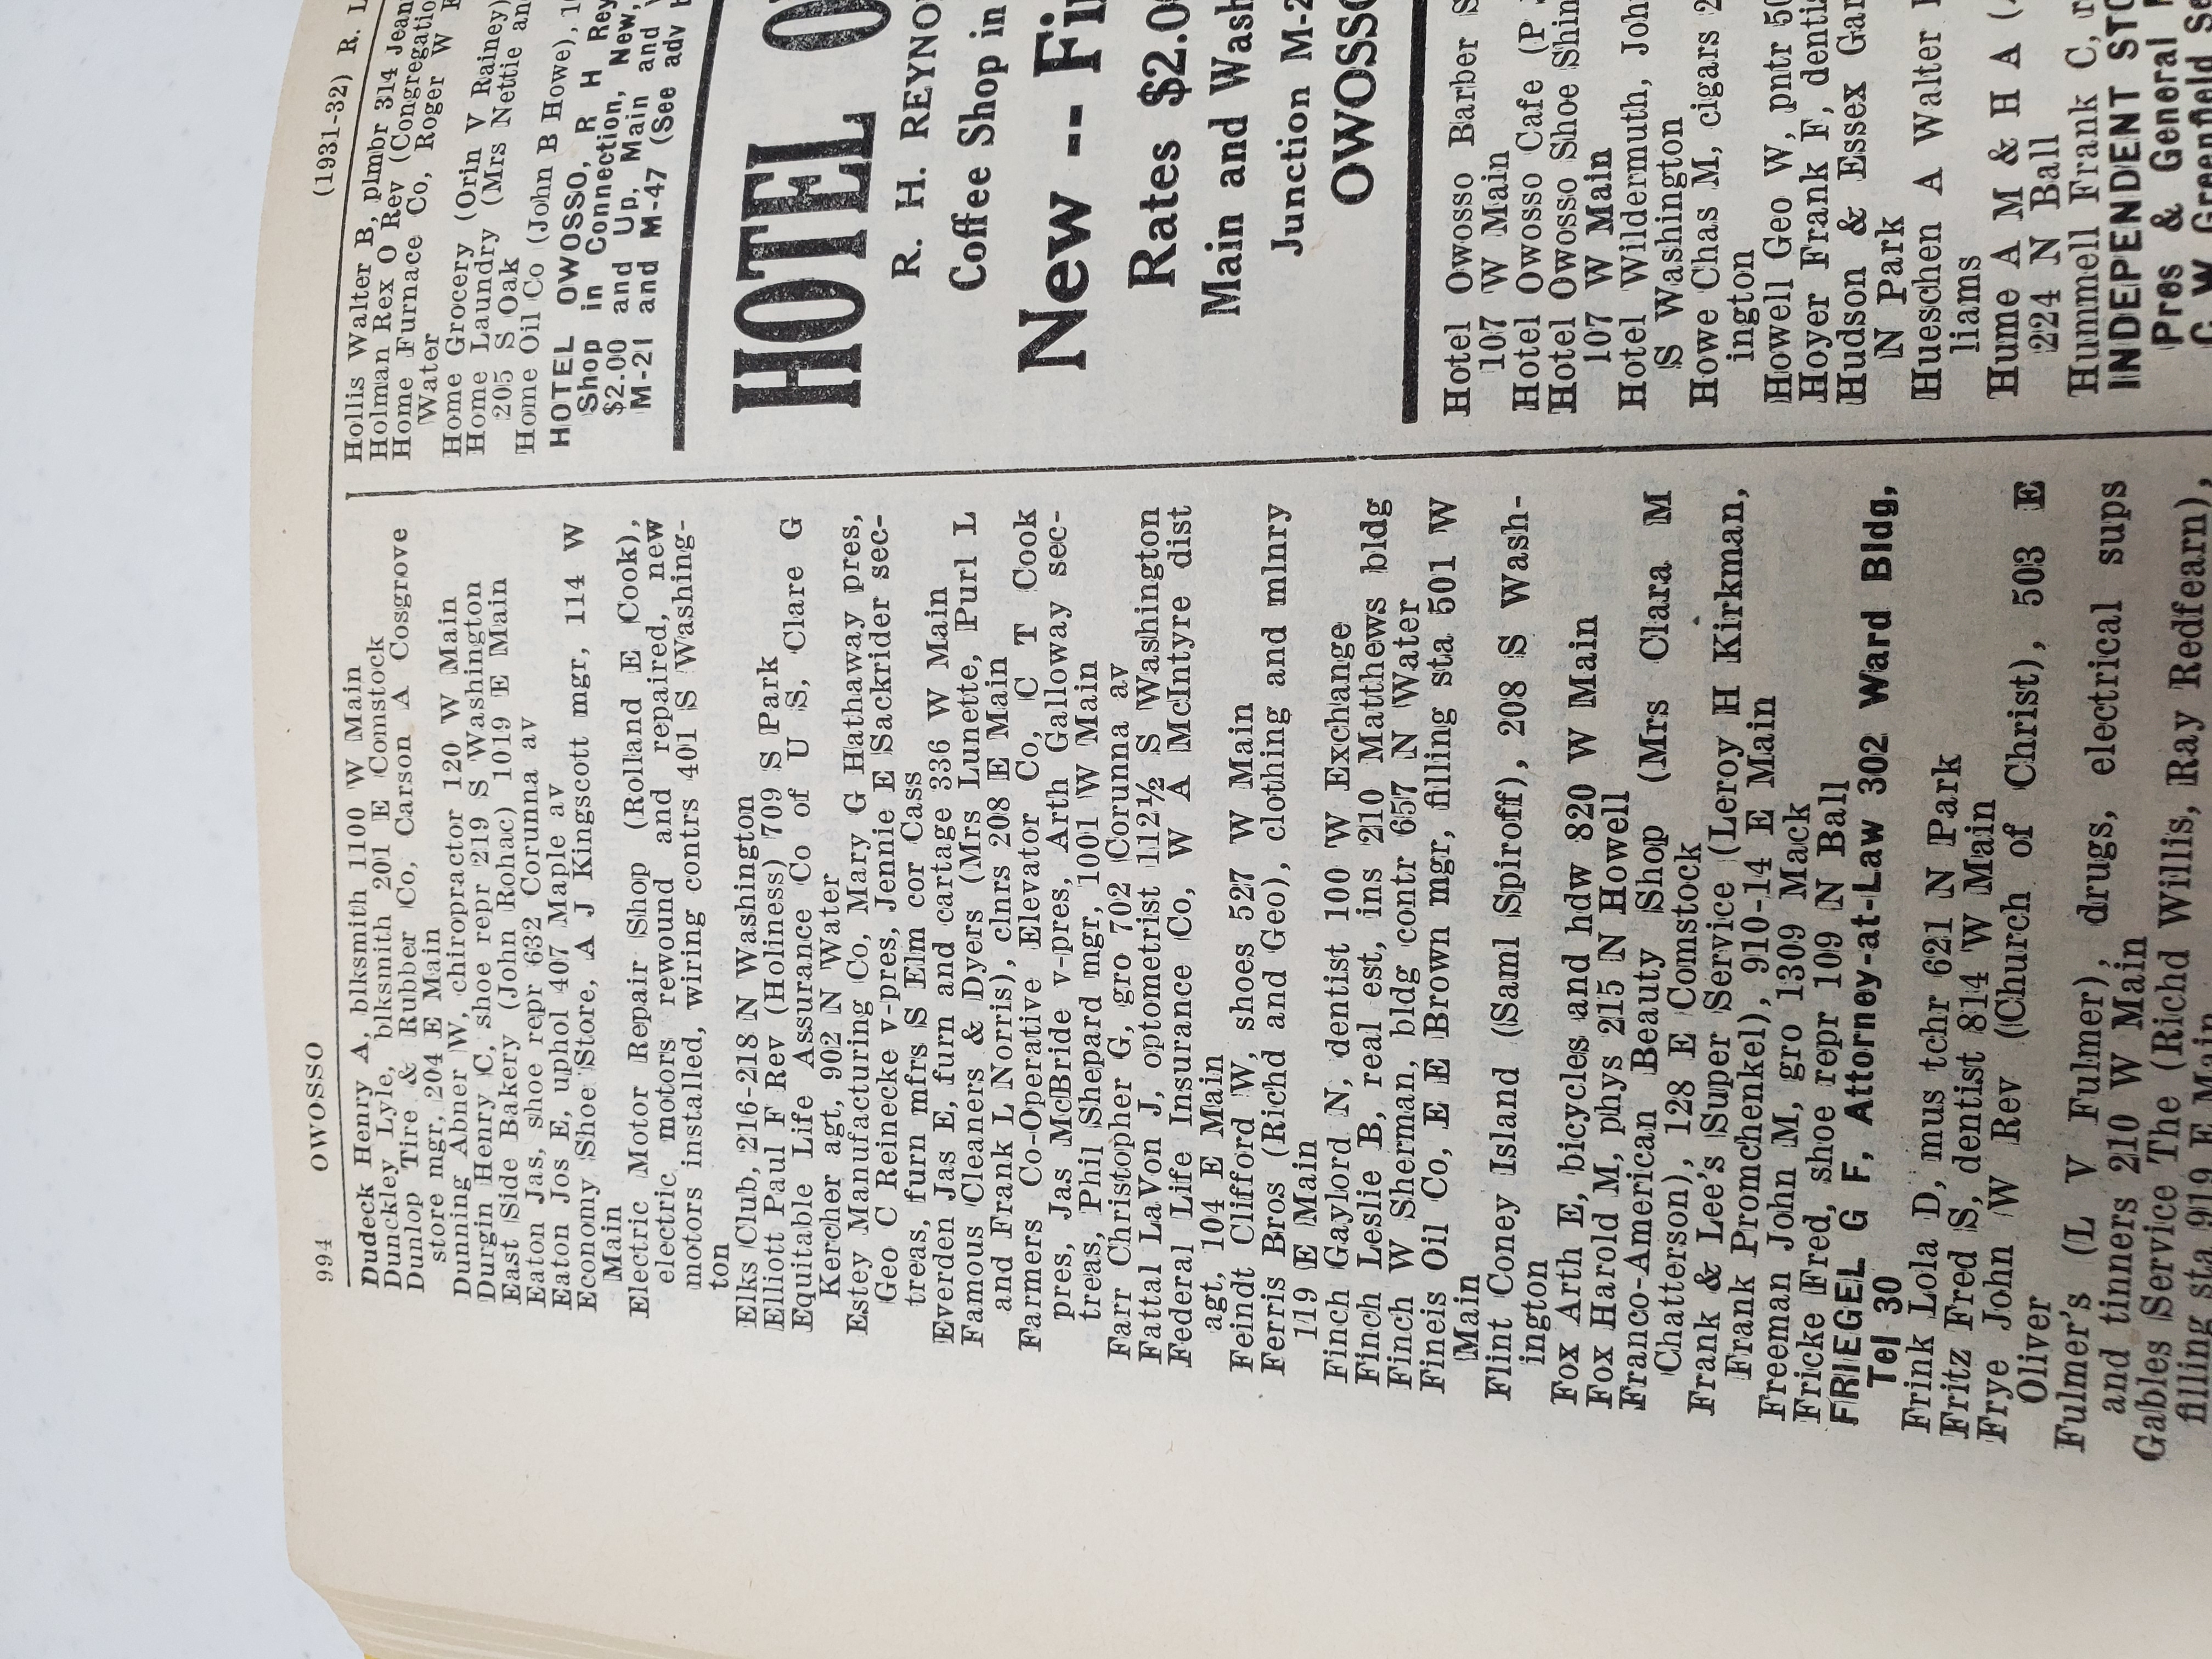 994 OWOSSO
Dudeck Henry A, blksmith 1100 W Main
Dunckley Lyle, blksmith 201 E Comstock
Dunlop Tire & Rubber Co, Carson A Cosgrove
store mgr, 204 E Main
Dunning Abner W, chiropractor 120 W Main
Durgin Henry C, shoe repr 219 S Washington
East Side Bakery (John Rohac) 1019 E Main
Eaton Jas, shoe repr 632 Corunna av
Eaton Jos E, uphol 407 Maple av
Economy Shoe Store, A J Kingscott mgr, 114 W
Main
Electric Motor Repair Shop (Rolland E Cook),
electric motors rewound and repaired, new
motors installed, wiring contrs 401 S Washing-
ton
Elks Club, 216-218 N Washington
Elliott Paul F Rev (Holiness) 709 S Park
Equitable Life Assurance Co of U S, Clare G
Kercher agt, 902 N Water
Estey Manufacturing Co, Mary G Hathaway pres,
Geo C Reinecke v-pres, Jennie E Sackrider sec-
treas, furn mfrs S Elm cor Cass
Everden Jas E, furn and cartage 336 W Main
Famous Cleaners & Dyers (Mrs Lunette, Purl L
and Frank L Norris), clnrs 208 E Main
Farmers Co-Operative Elevator Co, C T Cook
pres, Jas McBride v-pres, Arth Galloway sec-
treas, Phil Shepard mgr, 1001 W Main
Farr Christopher G, gro 702 Corunna av
Fattal LaVon J, optometrist 112½ S Washington
Federal Life Insurance Co, W A McIntyre dist
agt, 104 E Main
Feindt Clifford W, shoes 527 W Main
Ferris Bros (Richd and Geo), clothing and mlnry
119 E Main
Finch Gaylord N, dentist 100 W Exchange
Finch Leslie B, real est, ins 210 Matthews bldg
Finch W Sherman, bldg contr 657 N Water
Fineis Oil Co, E E Brown mgr, filling sta 501 W
Main
Flint Coney Island (Saml Spiroff), 208 S Wash-
ington
Fox Arth E, bicycles and hdw 820 W Main
Fox Harold M, phys 215 N Howell
Franco-American Beauty Shop (Mrs Clara M
Chatterson), 128 E Comstock
Frank & Lee's Super Service (Leroy H Kirkman,
Frank Promchenkel), 910-14 E Main
Freeman John M, gro 1309 Mack
Fricke Fred, shoe repr 109 N Ball
FRIEGEL G F, Attorney-at-Law 302 Ward Bldg,
Tel 30
Frink Lola D, mus tchr 621 N Park
Fritz Fred S, dentist 814 W Main
Frye John W Rev (Church of Christ), 503 E
Oliver
Fulmer's (L V Fulmer), drugs, electrical sups
and tinners 210 W Main
Gables Service The (Richd Willis, Ray Redfearn),
filling sta 919 E Main
(1931-32) R. L
Hollis Walter B, plmbr 314 Jean
Holman Rex O Rev (Congregatio
Home Furnace Co, Roger W
Water
Home Grocery (Orin V Rainey)
Home Laundry (Mrs Nettie and
205 S Oak
Home Oil Co (John B Howe), 1
HOTEL OWOSSO, R H Rey
Shop in Connection, New,
$2.00 and Up, Main and
M-21 and M-47 (See adv
HOTEL O
R. H. REYNO
Coffee Shop in
New -- Fi
Rates $2.0
Main and Wash
Junction M-2
OWOSSO
Hotel Owosso Barber S
107 W Main
Hotel Owosso Cafe (P
Hotel Owosso Shoe Shin
107 W Main
Hotel Wildermuth, Joh
S Washington
Howe Chas M, cigars 2
ington
Howell Geo W, pntr 50
Hoyer Frank F, dentis
Hudson & Essex Gar
N Park
Hueschen A Walter
liams
Hume A M & H A (
224 N Ball
Hummell Frank C, r
INDEPENDENT STO
Pres & General
C W Greenfield Se